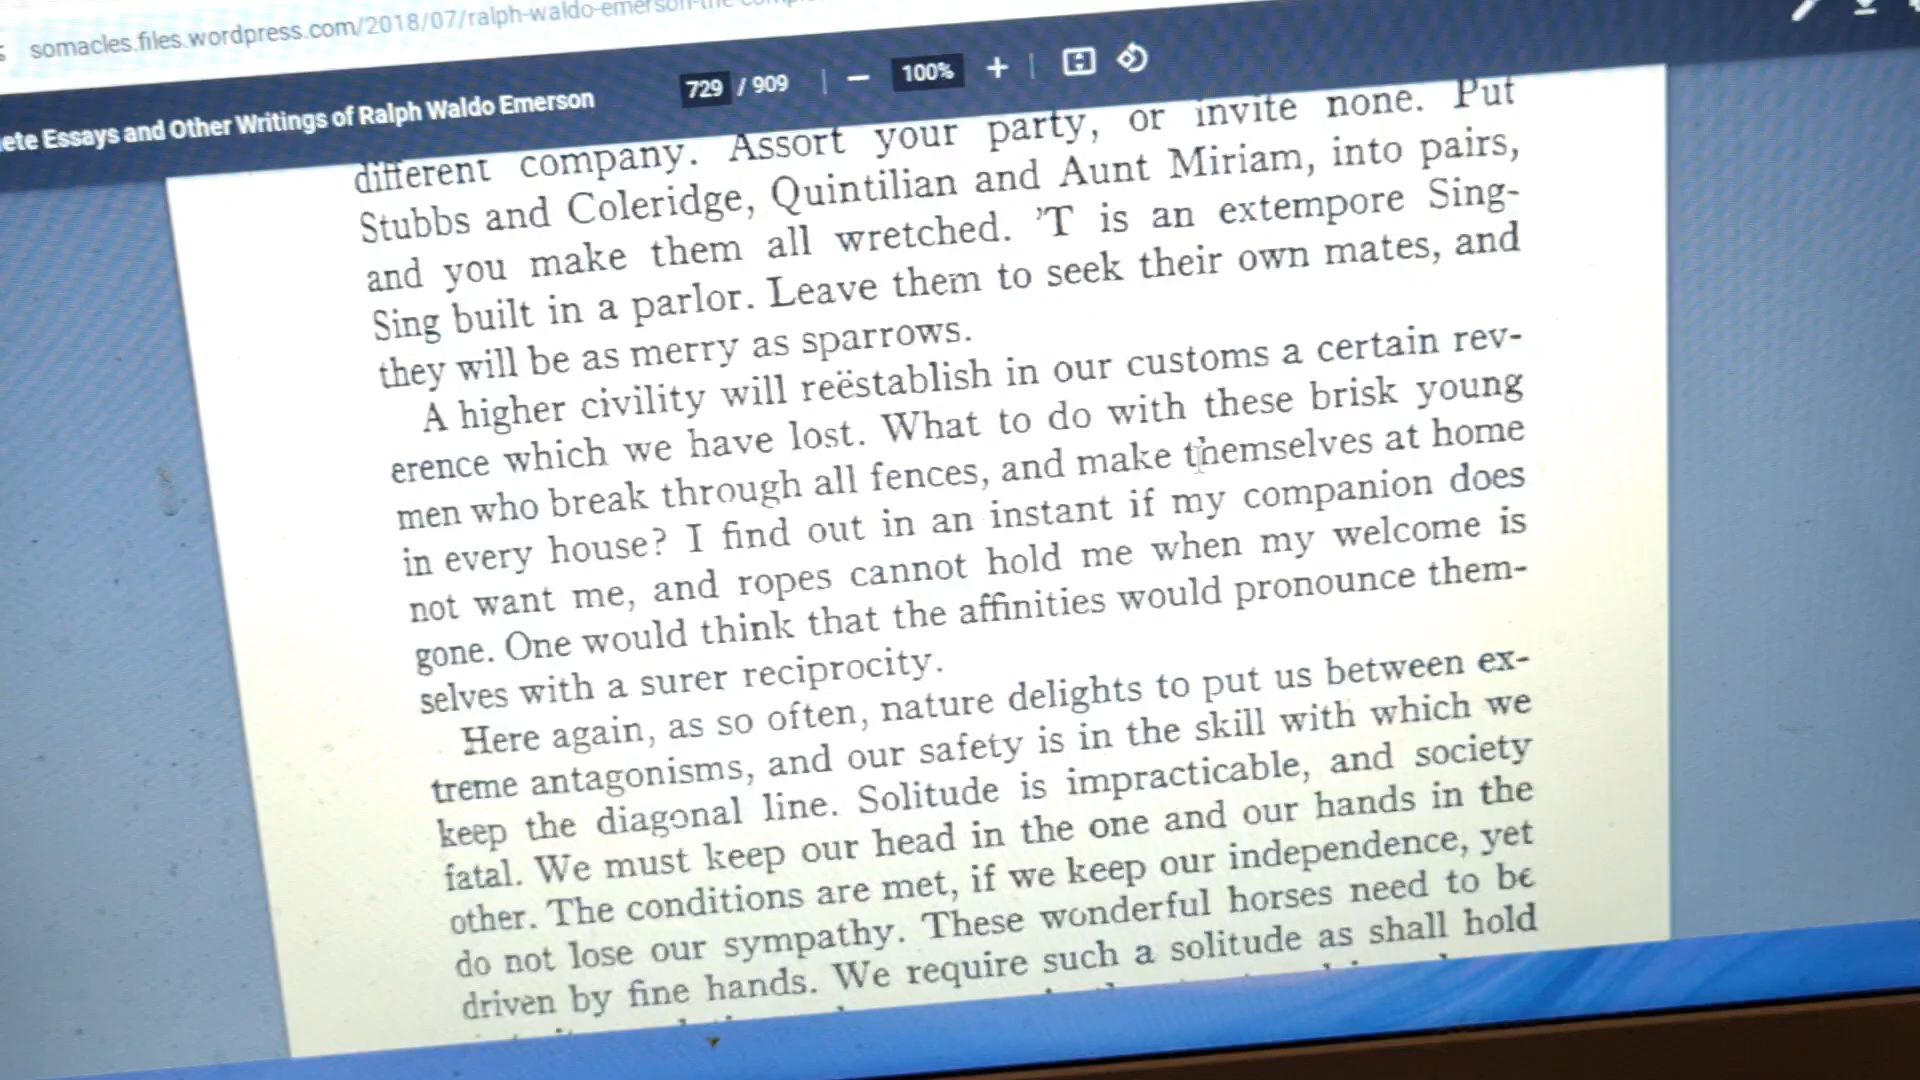 somacles.files.wordpress.com/2018/07/ralph-waldo-emerson-the-comple
ete Essays and Other Writings of Ralph Waldo Emerson
729 / 909
100%
different company. Assort your party, or invite none. Put
Stubbs and Coleridge, Quintilian and Aunt Miriam, into pairs,
and you make them all wretched. ’T is an extempore Sing-
Sing built in a parlor. Leave them to seek their own mates, and
they will be as merry as sparrows.
A higher civility will reëstablish in our customs a certain rev-
erence which we have lost. What to do with these brisk young
men who break through all fences, and make themselves at home
in every house? I find out in an instant if my companion does
not want me, and ropes cannot hold me when my welcome is
gone. One would think that the affinities would pronounce them-
selves with a surer reciprocity.
Here again, as so often, nature delights to put us between ex-
treme antagonisms, and our safety is in the skill with which we
keep the diagonal line. Solitude is impracticable, and society
fatal. We must keep our head in the one and our hands in the
other. The conditions are met, if we keep our independence, yet
do not lose our sympathy. These wonderful horses need to be
driven by fine hands. We require such a solitude as shall hold